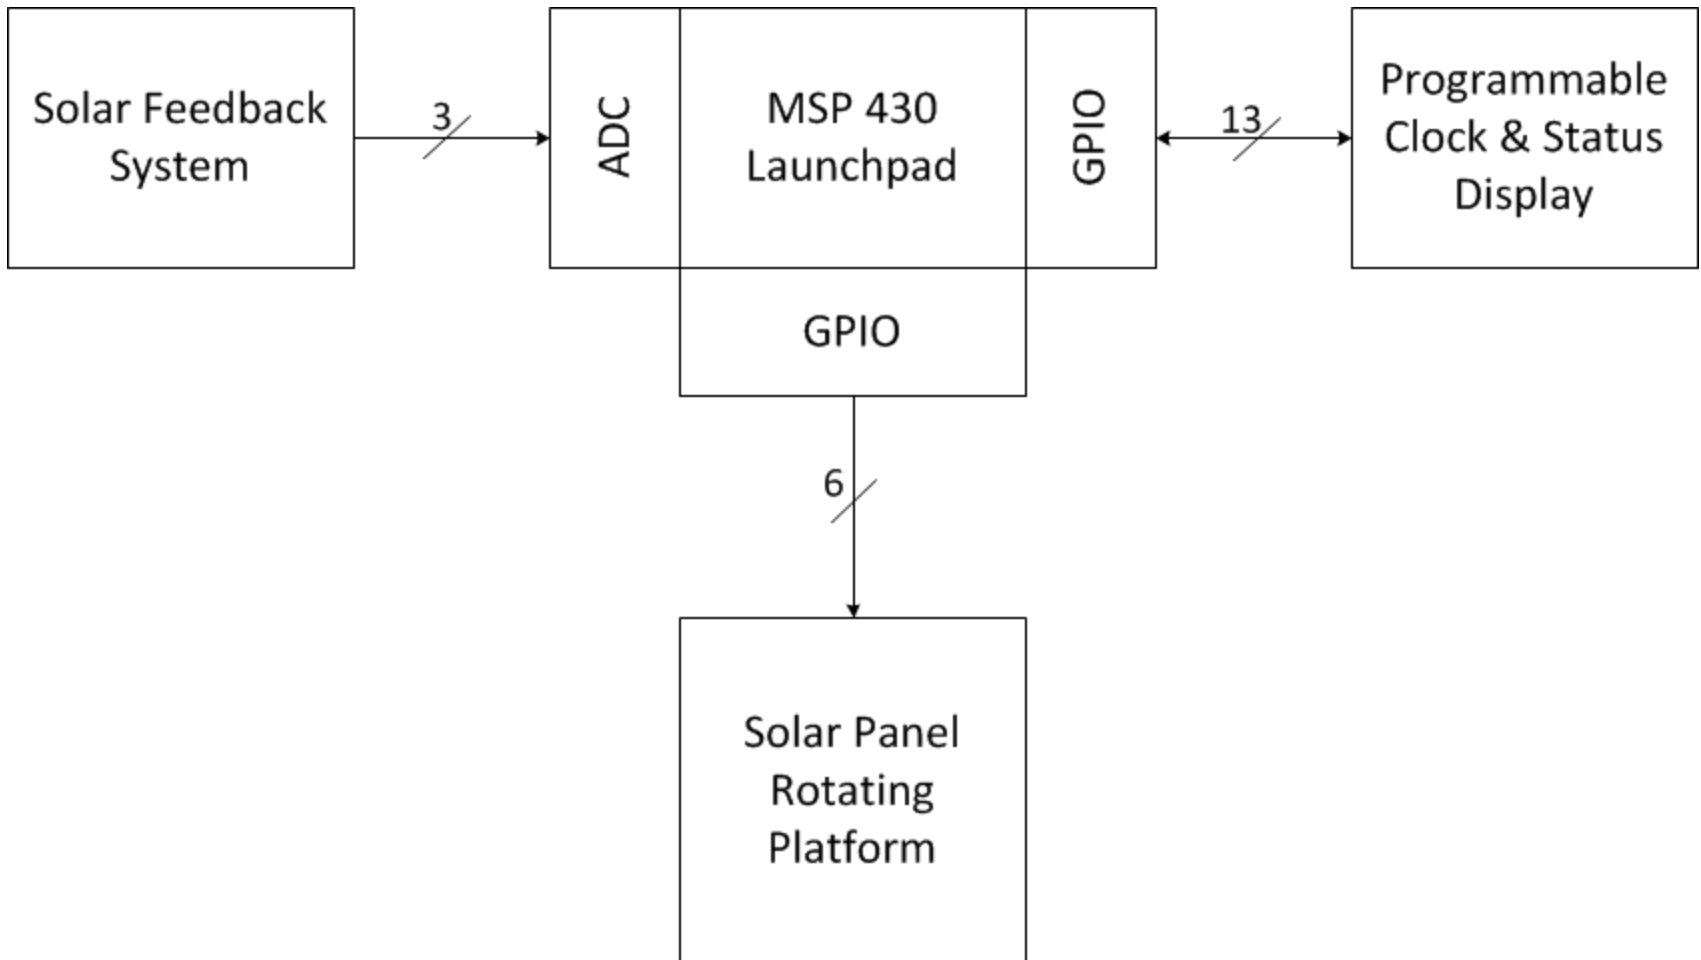 Solar Feedback
System
3
ADC
MSP 430
Launchpad
GPIO
13
Programmable
Clock & Status
Display
GPIO
6
Solar Panel
Rotating
Platform